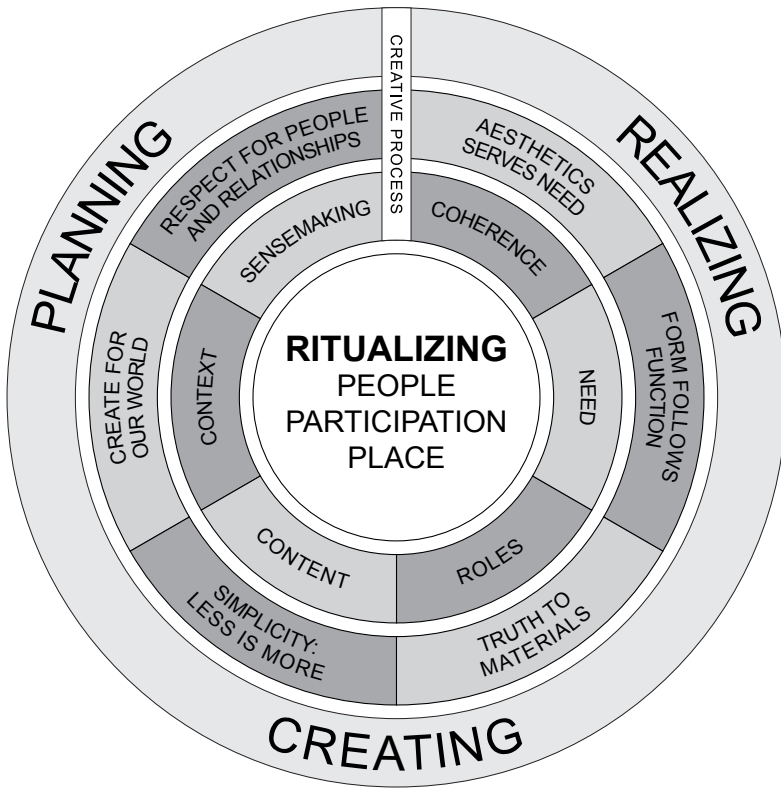 CREATIVE PROCESS
PLANNING
REALIZING
CREATING
RESPECT FOR PEOPLE
AND RELATIONSHIPS
AESTHETICS
SERVES NEED
FORM FOLLOWS
FUNCTION
TRUTH TO
MATERIALS
SIMPLICITY:
LESS IS MORE
CREATE FOR
OUR WORLD
SENSEMAKING
COHERENCE
NEED
ROLES
CONTENT
CONTEXT
RITUALIZING
PEOPLE
PARTICIPATION
PLACE